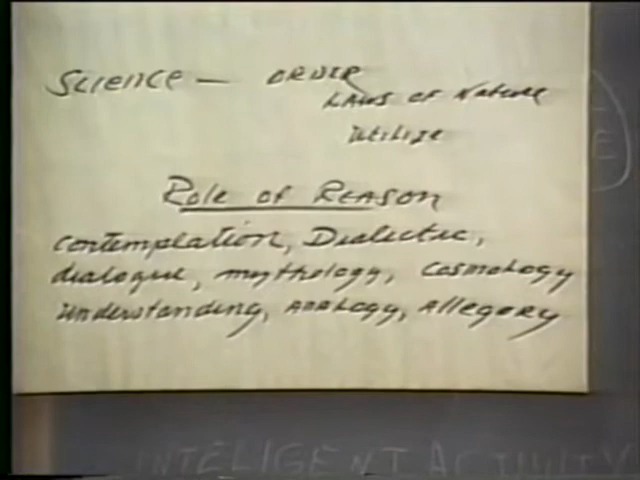 Science — ORDER
LAWS of Nature
Utilize
Role of REASON
Contemplation, Dialectic,
dialogue, mythology, Cosmology
Understanding, ANALogy, Allegory
INTELIGENT ACTIVITY